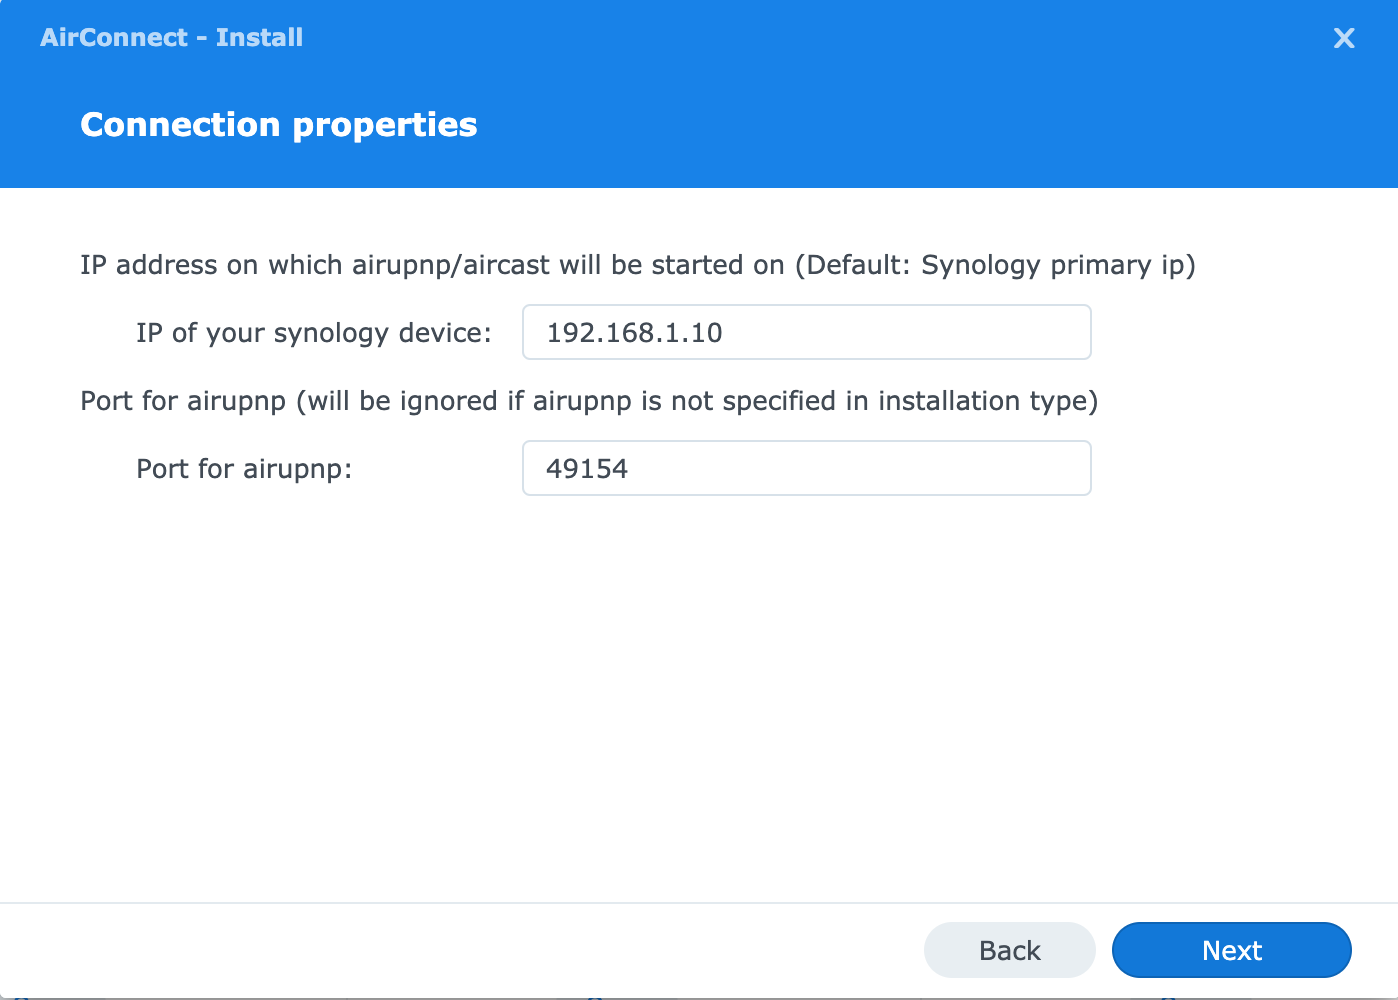 AirConnect - Install
X
Connection properties
IP address on which airupnp/aircast will be started on (Default: Synology primary ip)
IP of your synology device: 192.168.1.10
Port for airupnp (will be ignored if airupnp is not specified in installation type)
Port for airupnp: 49154
Back Next